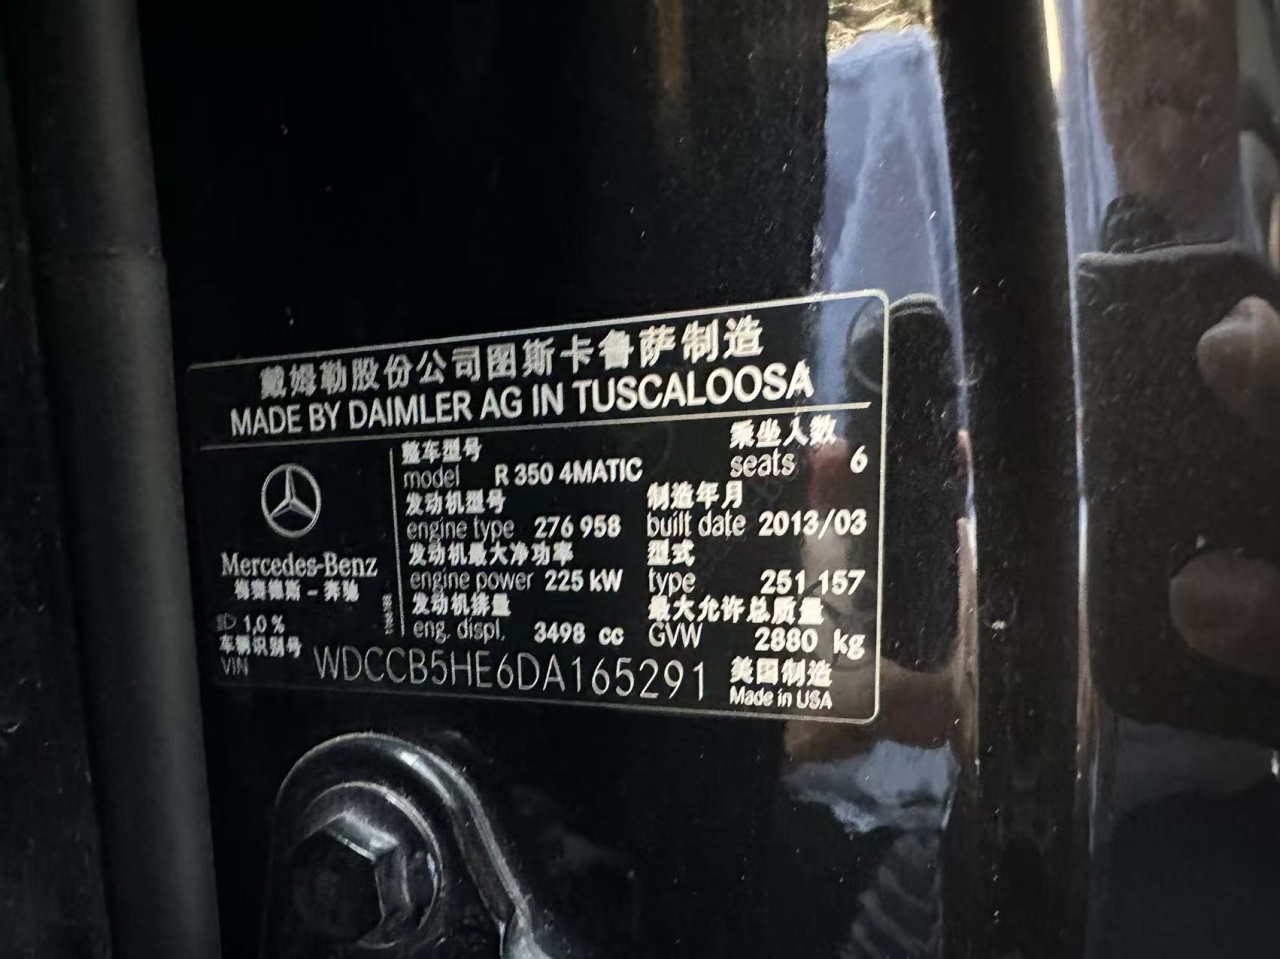 戴姆勒股份公司图斯卡鲁萨制造
MADE BY DAIMLER AG IN TUSCALOOSA
整车型号 乘坐人数
model R 350 4MATIC seats 6
发动机型号 制造年月
engine type 276 958 built date 2013/03
发动机最大净功率 型式
engine power 225 kW type 251 157
发动机排量 最大允许总质量
eng. displ. 3498 cc GVW 2880 kg
Mercedes-Benz
梅赛德斯-奔驰
1,0 %
车辆识别号
VIN WDCCB5HE6DA165291
美国制造
Made in USA